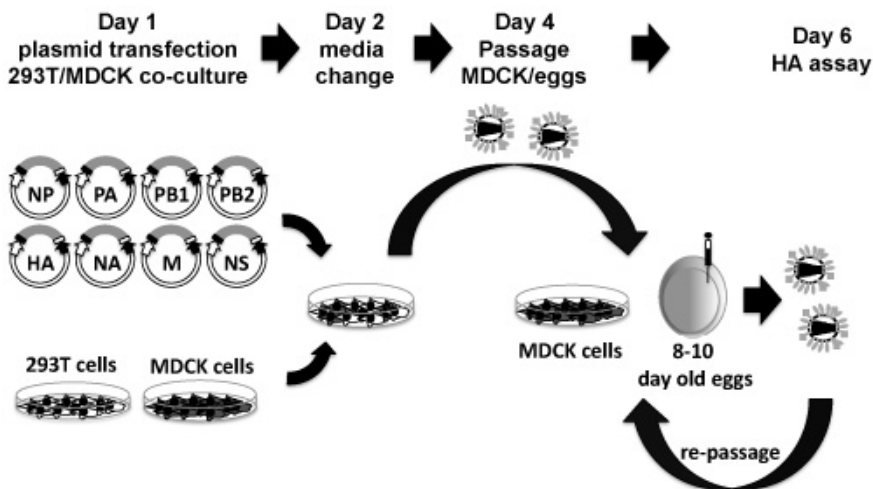 Day 1
plasmid transfection
293T/MDCK co-culture
Day 2
media
change
Day 4
Passage
MDCK/eggs
Day 6
HA assay
NP PA PB1 PB2
HA NA M NS
293T cells
MDCK cells
MDCK cells
8-10
day old eggs
re-passage